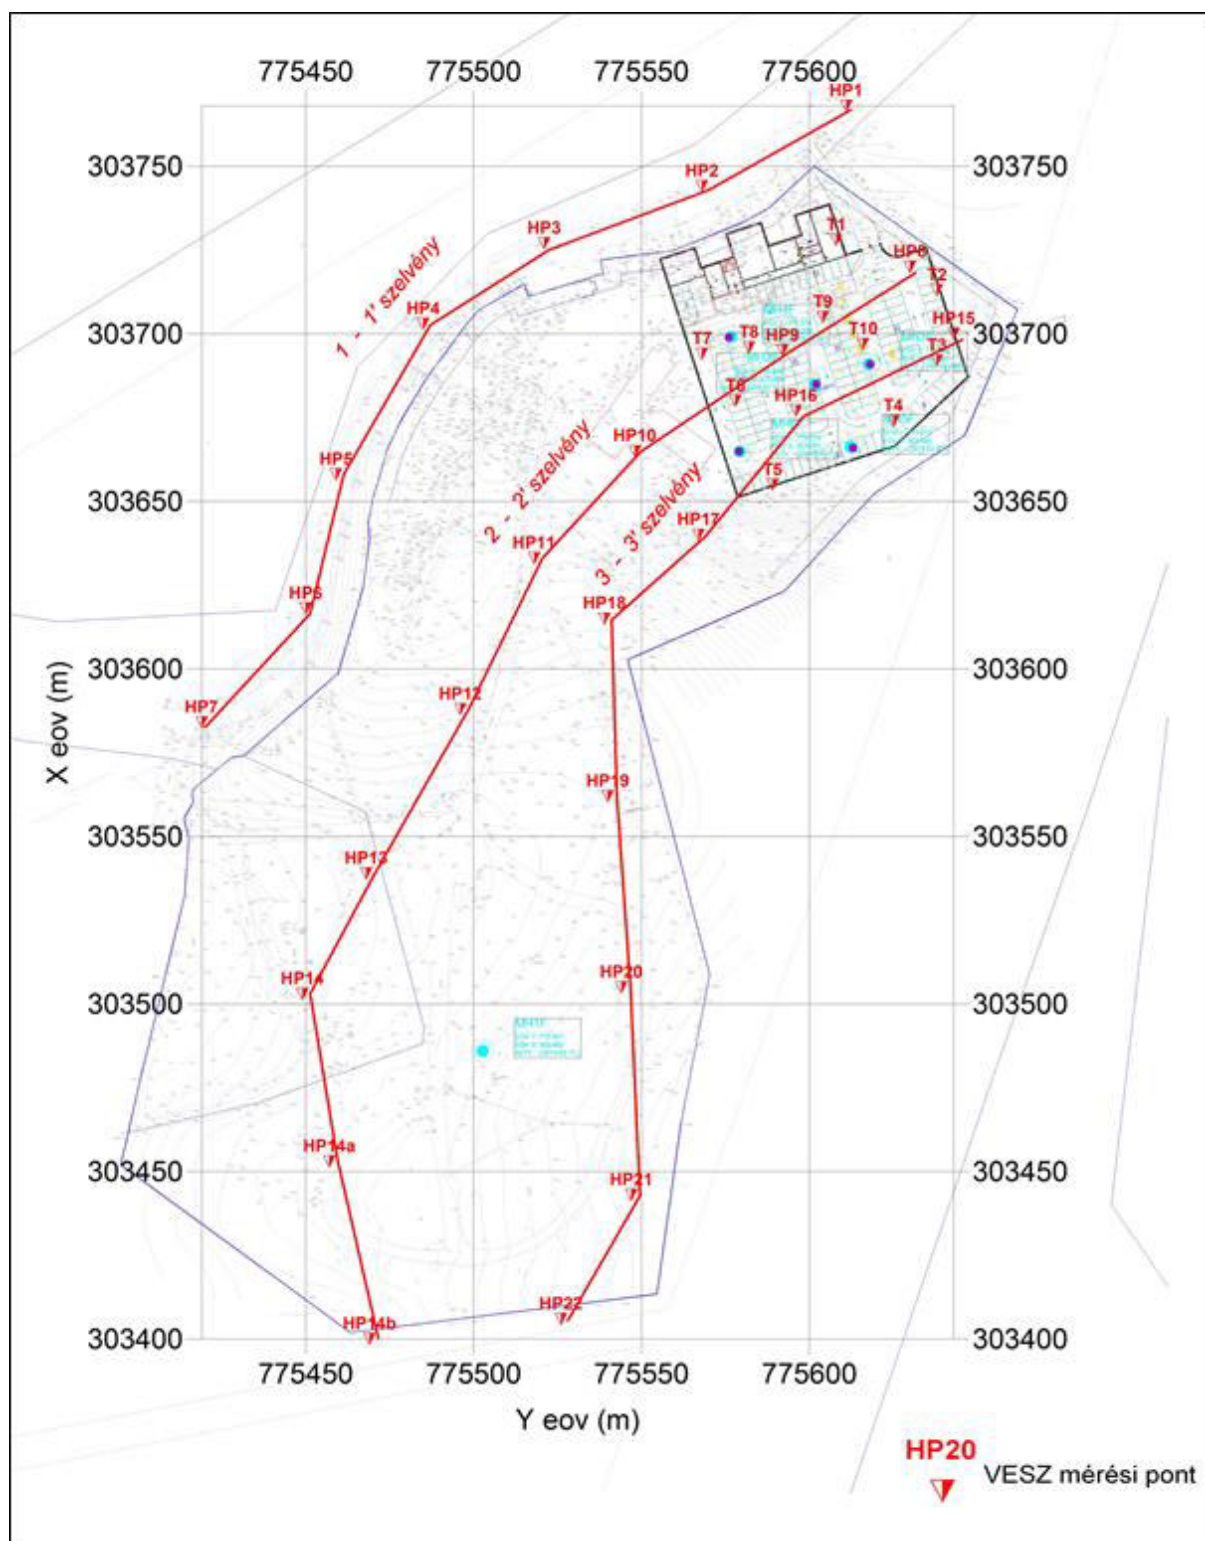 775450 775500 775550 775600
HP1
303750 303750
HP2
HP3
T1
HP8
T2
1 - 1' szelvény
HP4
T9
HP15
303700 303700
T7
T8
HP9
T10
T3
T6
HP16
T4
HP10
HP5
2 - 2' szelvény
T5
303650 303650
3 - 3' szelvény
HP17
HP11
HP6
HP18
303600 303600
HP12
HP7
X eov (m)
HP19
303550 303550
HP13
HP14
HP20
303500 303500
HP14a
303450 303450
HP21
HP22
HP14b
303400 303400
775450 775500 775550 775600
Y eov (m)
HP20
VESZ mérési pont